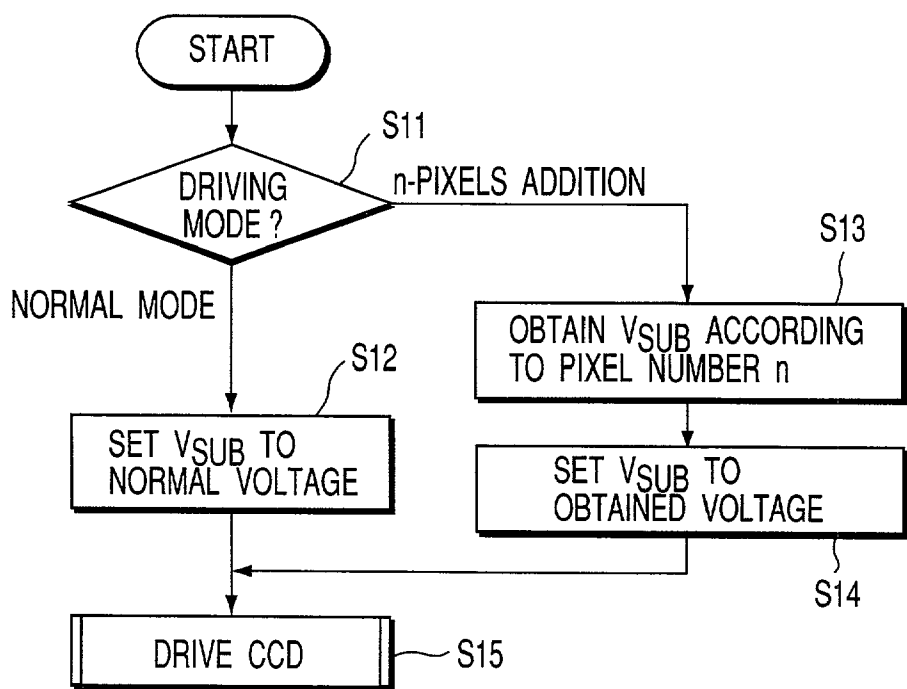 START
S11
DRIVING
MODE ?
n-PIXELS ADDITION
NORMAL MODE
S13
OBTAIN VSUB ACCORDING
TO PIXEL NUMBER n
S12
SET VSUB TO
NORMAL VOLTAGE
SET VSUB TO
OBTAINED VOLTAGE
S14
DRIVE CCD
S15